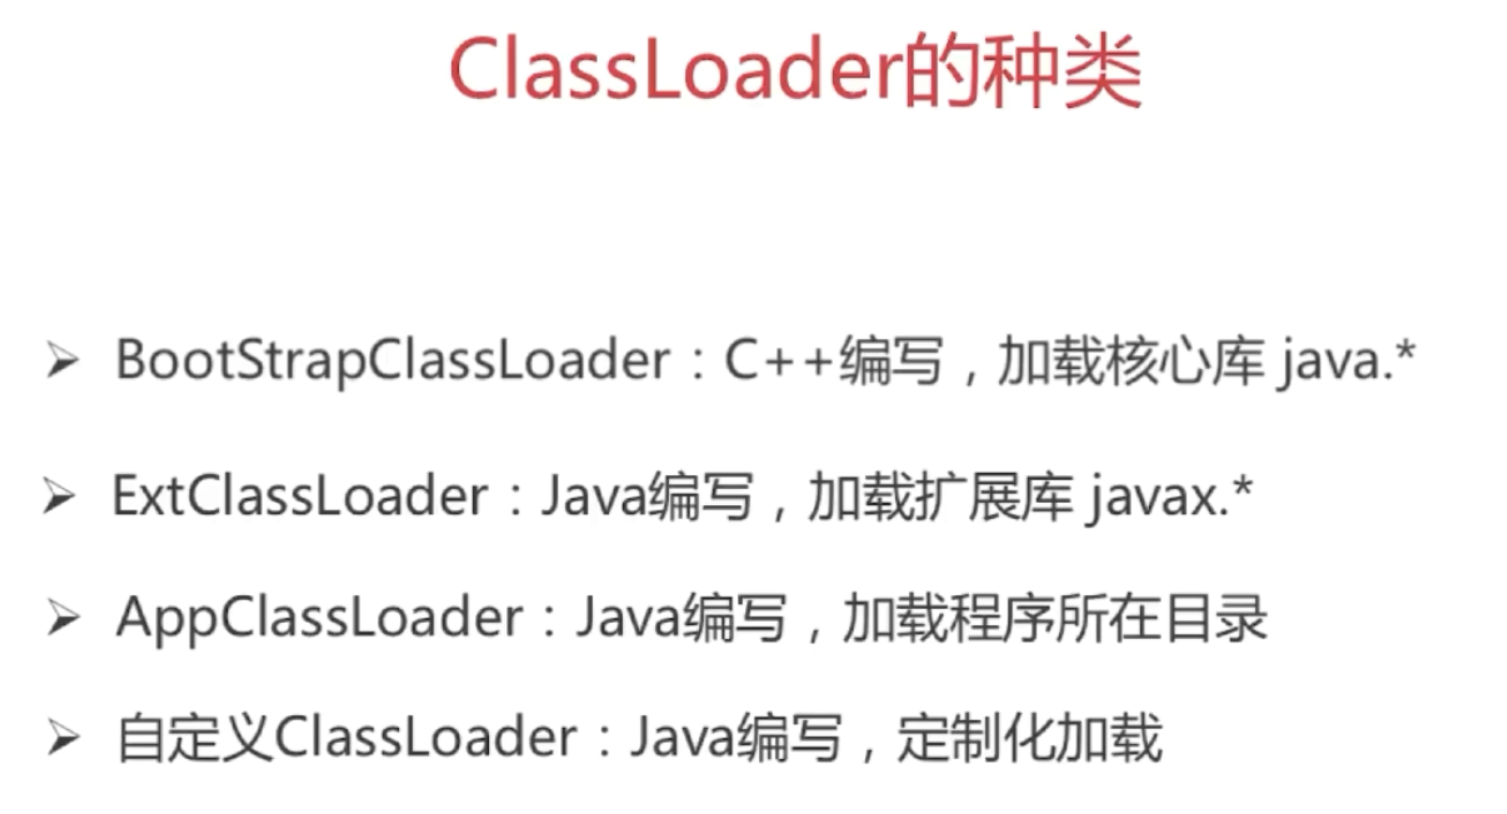 ClassLoader的种类
➢ BootStrapClassLoader：C++编写，加载核心库 java.*
➢ ExtClassLoader：Java编写，加载扩展库 javax.*
➢ AppClassLoader：Java编写，加载程序所在目录
➢ 自定义ClassLoader：Java编写，定制化加载